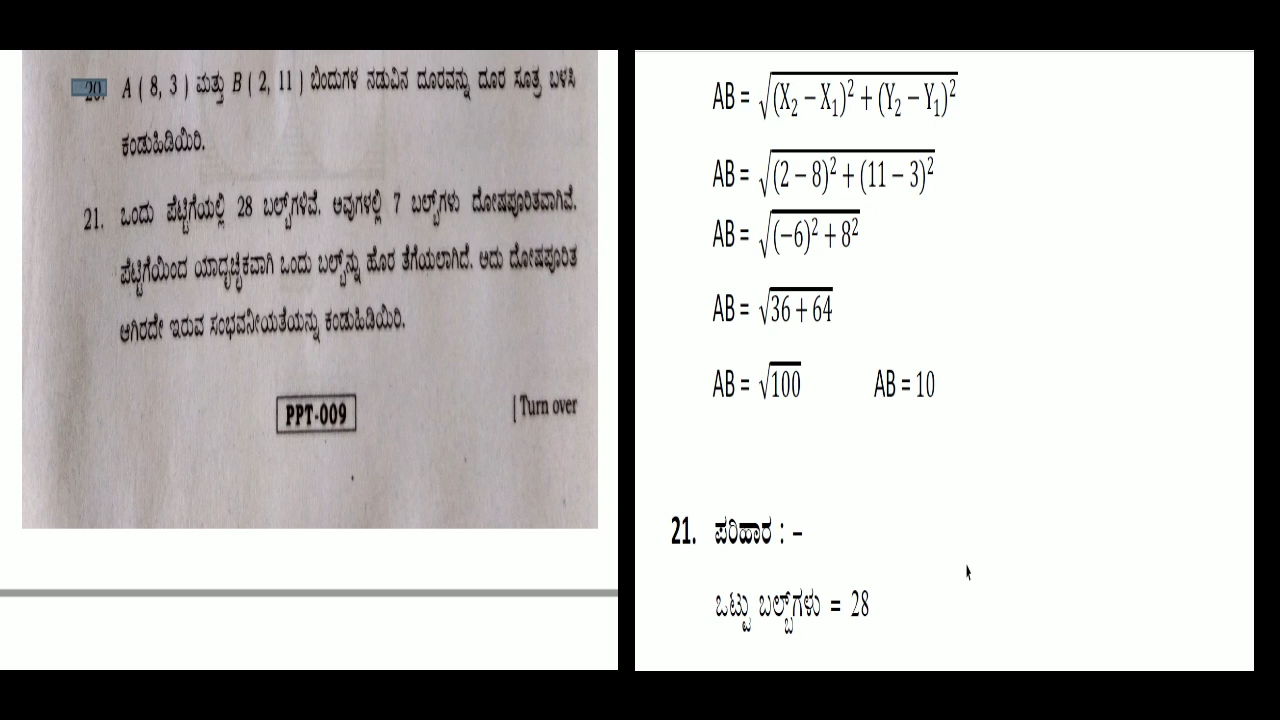 20. A ( 8, 3 ) ಮತ್ತು B ( 2, 11 ) ಬಿಂದುಗಳ ನಡುವಿನ ದೂರವನ್ನು ದೂರ ಸೂತ್ರ ಬಳಸಿ
ಕಂಡುಹಿಡಿಯಿರಿ.
21. ಒಂದು ಪೆಟ್ಟಿಗೆಯಲ್ಲಿ 28 ಬಲ್ಬ್‌ಗಳಿವೆ. ಅವುಗಳಲ್ಲಿ 7 ಬಲ್ಬ್‌ಗಳು ದೋಷಪೂರಿತವಾಗಿವೆ.
ಪೆಟ್ಟಿಗೆಯಿಂದ ಯಾದೃಚ್ಛಿಕವಾಗಿ ಒಂದು ಬಲ್ಬ್‌ನ್ನು ಹೊರ ತೆಗೆಯಲಾಗಿದೆ. ಅದು ದೋಷಪೂರಿತ
ಆಗಿರದೇ ಇರುವ ಸಂಭವನೀಯತೆಯನ್ನು ಕಂಡುಹಿಡಿಯಿರಿ.
PPT-009
[ Turn over
AB = √(X₂ − X₁)² + (Y₂ − Y₁)²
AB = √(2 − 8)² + (11 − 3)²
AB = √(−6)² + 8²
AB = √36 + 64
AB = √100 AB = 10
21. ಪರಿಹಾರ : −
ಒಟ್ಟು ಬಲ್ಬ್‌ಗಳು = 28